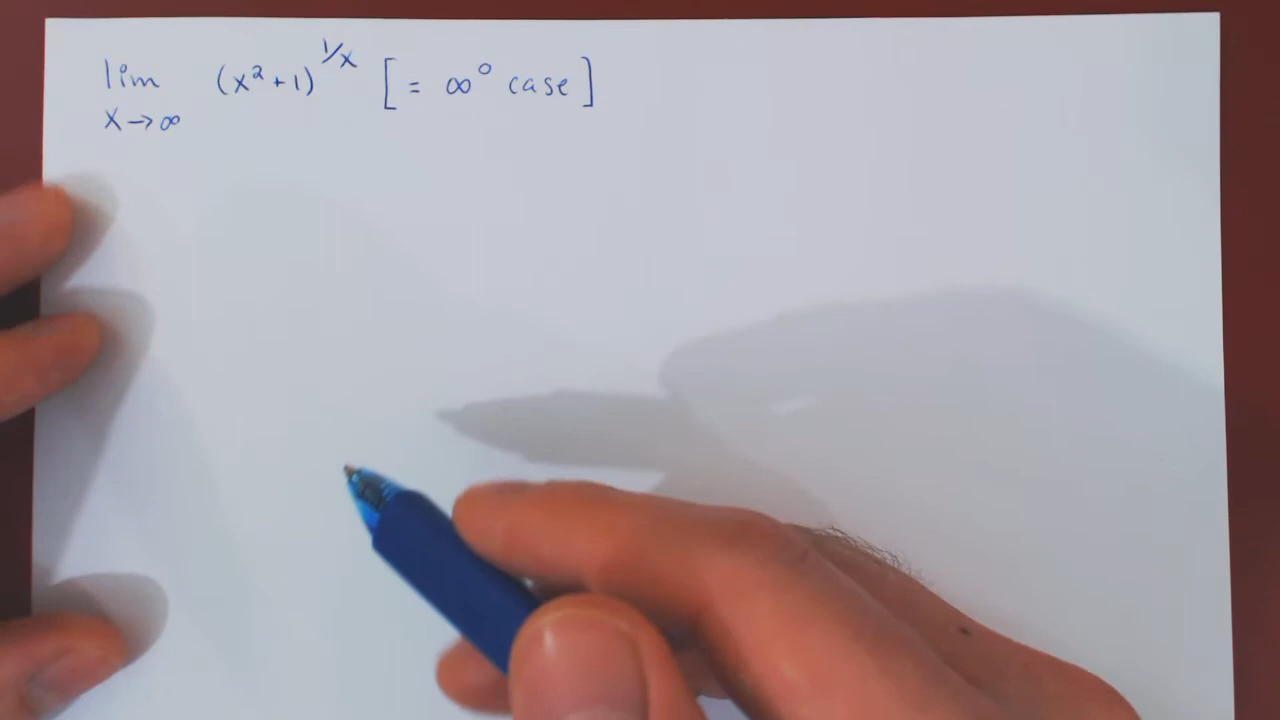 lim (x²+1)^{1/x} [= ∞⁰ case]
x→∞